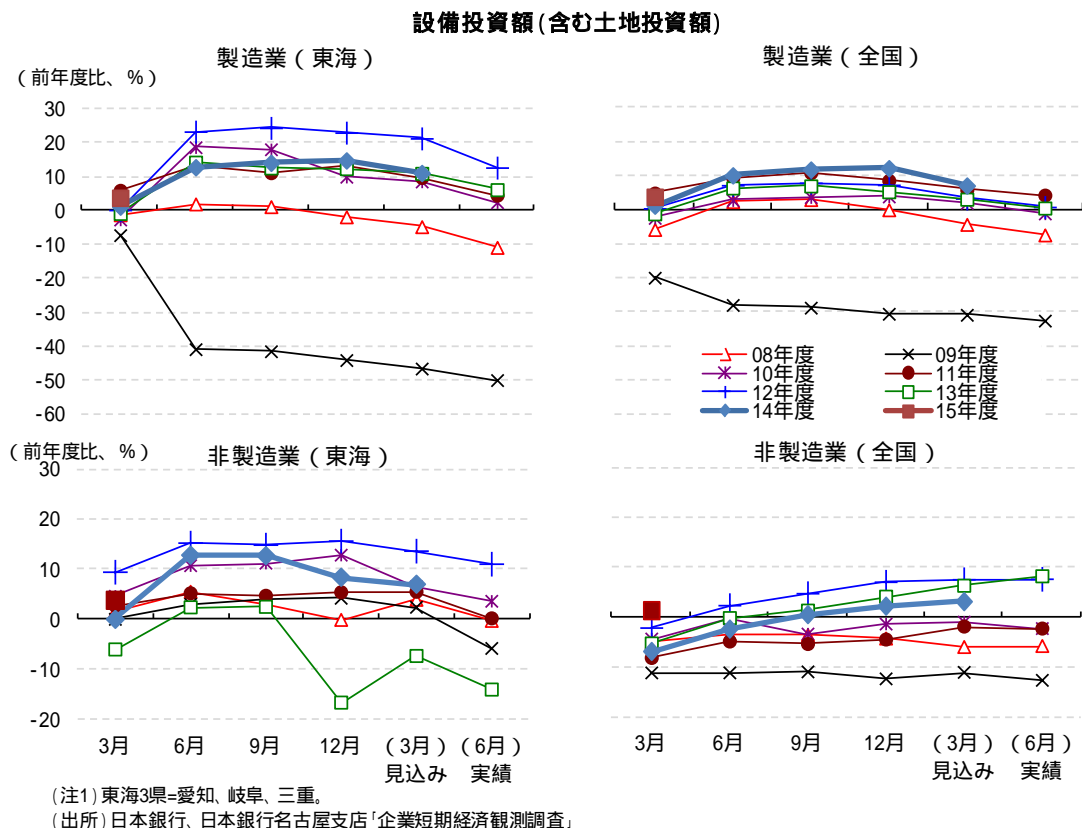 設備投資額(含む土地投資額)
製造業（東海）
製造業（全国）
（前年度比、%）
30
20
10
0
-10
-20
-30
-40
-50
-60
08年度
09年度
10年度
11年度
12年度
13年度
14年度
15年度
（前年度比、%）
非製造業（東海）
非製造業（全国）
30
20
10
0
-10
-20
3月
6月
9月
12月
（3月）
見込み
（6月）
実績
3月
6月
9月
12月
（3月）
見込み
（6月）
実績
(注1)東海3県=愛知、岐阜、三重。
(出所)日本銀行、日本銀行名古屋支店「企業短期経済観測調査」